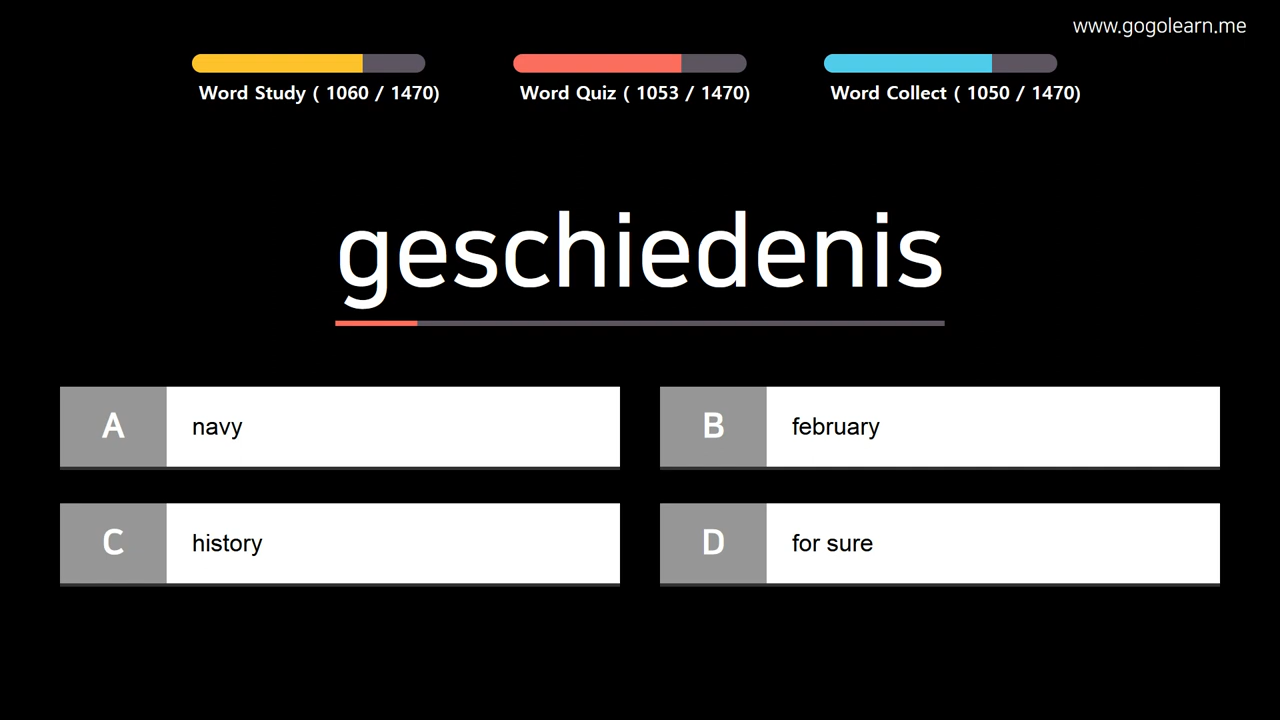 www.gogolearn.me
Word Study ( 1060 / 1470)
Word Quiz ( 1053 / 1470)
Word Collect ( 1050 / 1470)
geschiedenis
A navy
B february
C history
D for sure